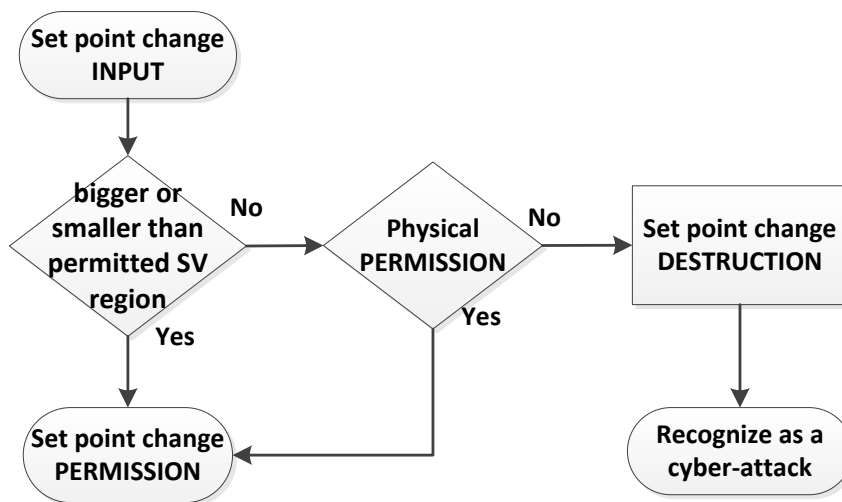 Set point change
INPUT
bigger or
smaller than
permitted SV
region
No
Yes
Physical
PERMISSION
No
Yes
Set point change
DESTRUCTION
Set point change
PERMISSION
Recognize as a
cyber-attack